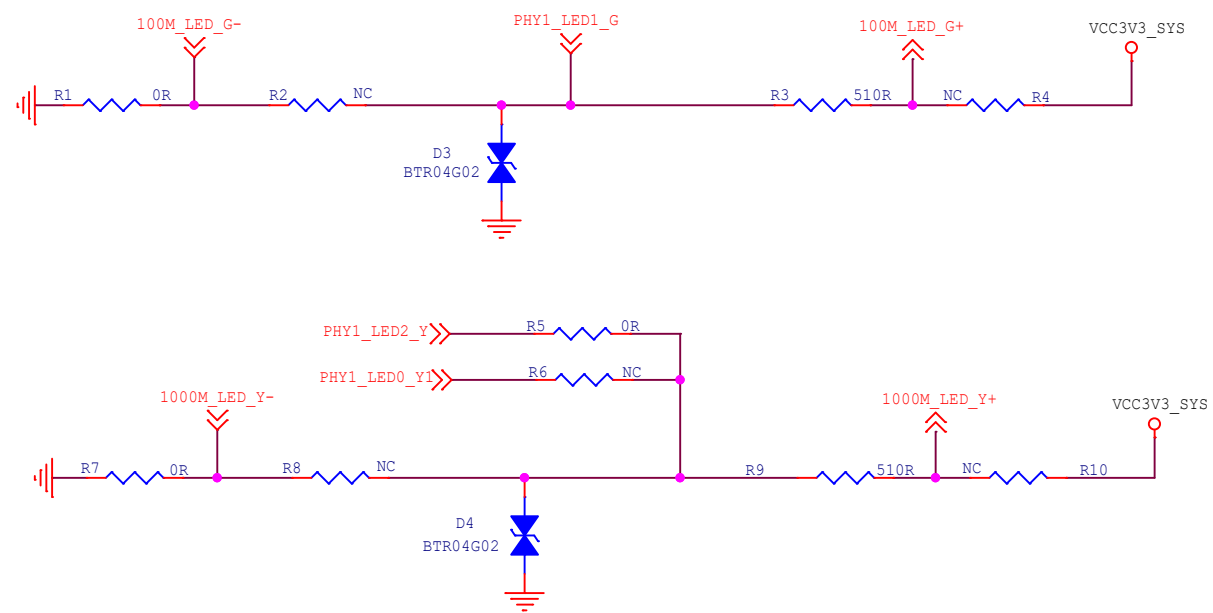 100M_LED_G-
PHY1_LED1_G
100M_LED_G+
VCC3V3_SYS
R1 0R R2 NC R3 510R NC R4
D3
BTR04G02
PHY1_LED2_Y R5 0R
PHY1_LED0_Y1 R6 NC
1000M_LED_Y-
1000M_LED_Y+
VCC3V3_SYS
R7 0R R8 NC R9 510R NC R10
D4
BTR04G02